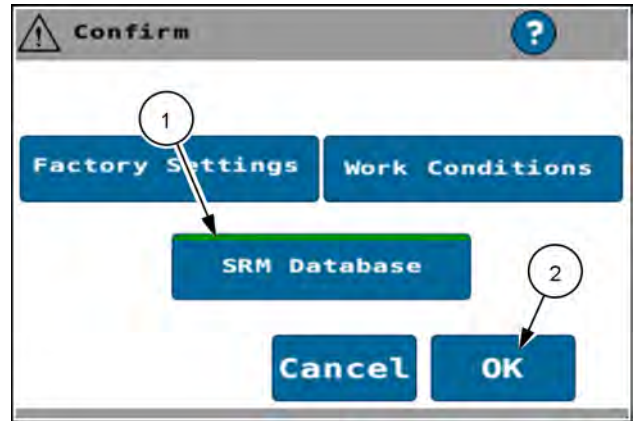 Confirm ?
1
Factory Settings Work Conditions
SRM Database
2
Cancel OK